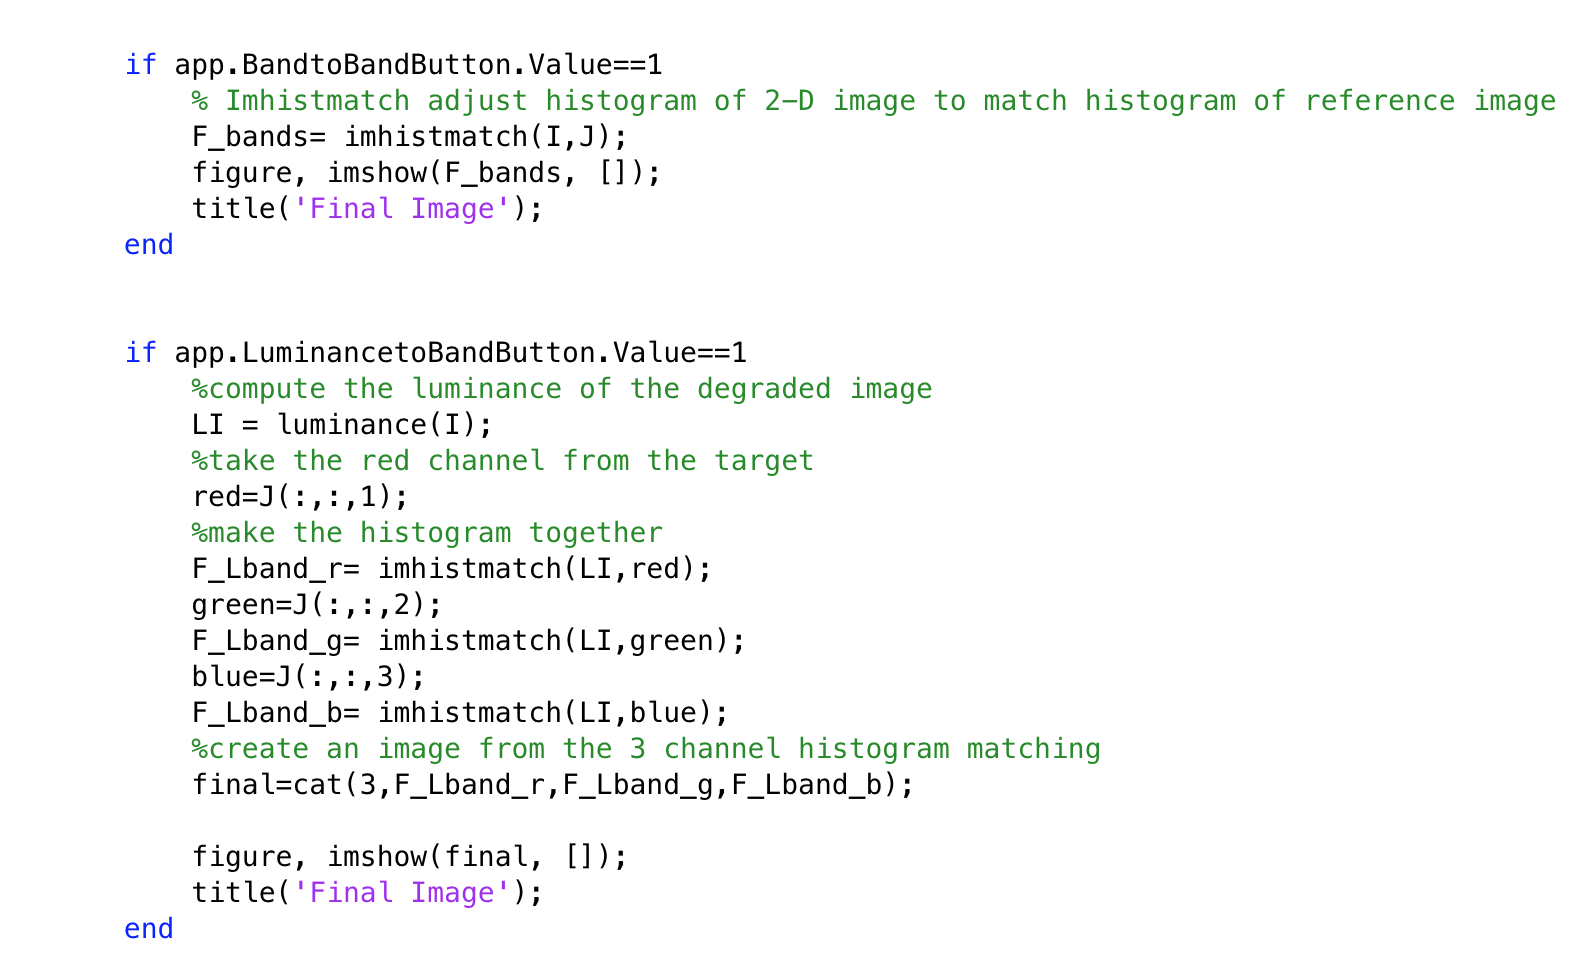 if app.BandtoBandButton.Value==1
% Imhistmatch adjust histogram of 2-D image to match histogram of reference image
F_bands= imhistmatch(I,J);
figure, imshow(F_bands, []);
title('Final Image');
end
if app.LuminancetoBandButton.Value==1
%compute the luminance of the degraded image
LI = luminance(I);
%take the red channel from the target
red=J(:,:,1);
%make the histogram together
F_Lband_r= imhistmatch(LI,red);
green=J(:,:,2);
F_Lband_g= imhistmatch(LI,green);
blue=J(:,:,3);
F_Lband_b= imhistmatch(LI,blue);
%create an image from the 3 channel histogram matching
final=cat(3,F_Lband_r,F_Lband_g,F_Lband_b);
figure, imshow(final, []);
title('Final Image');
end